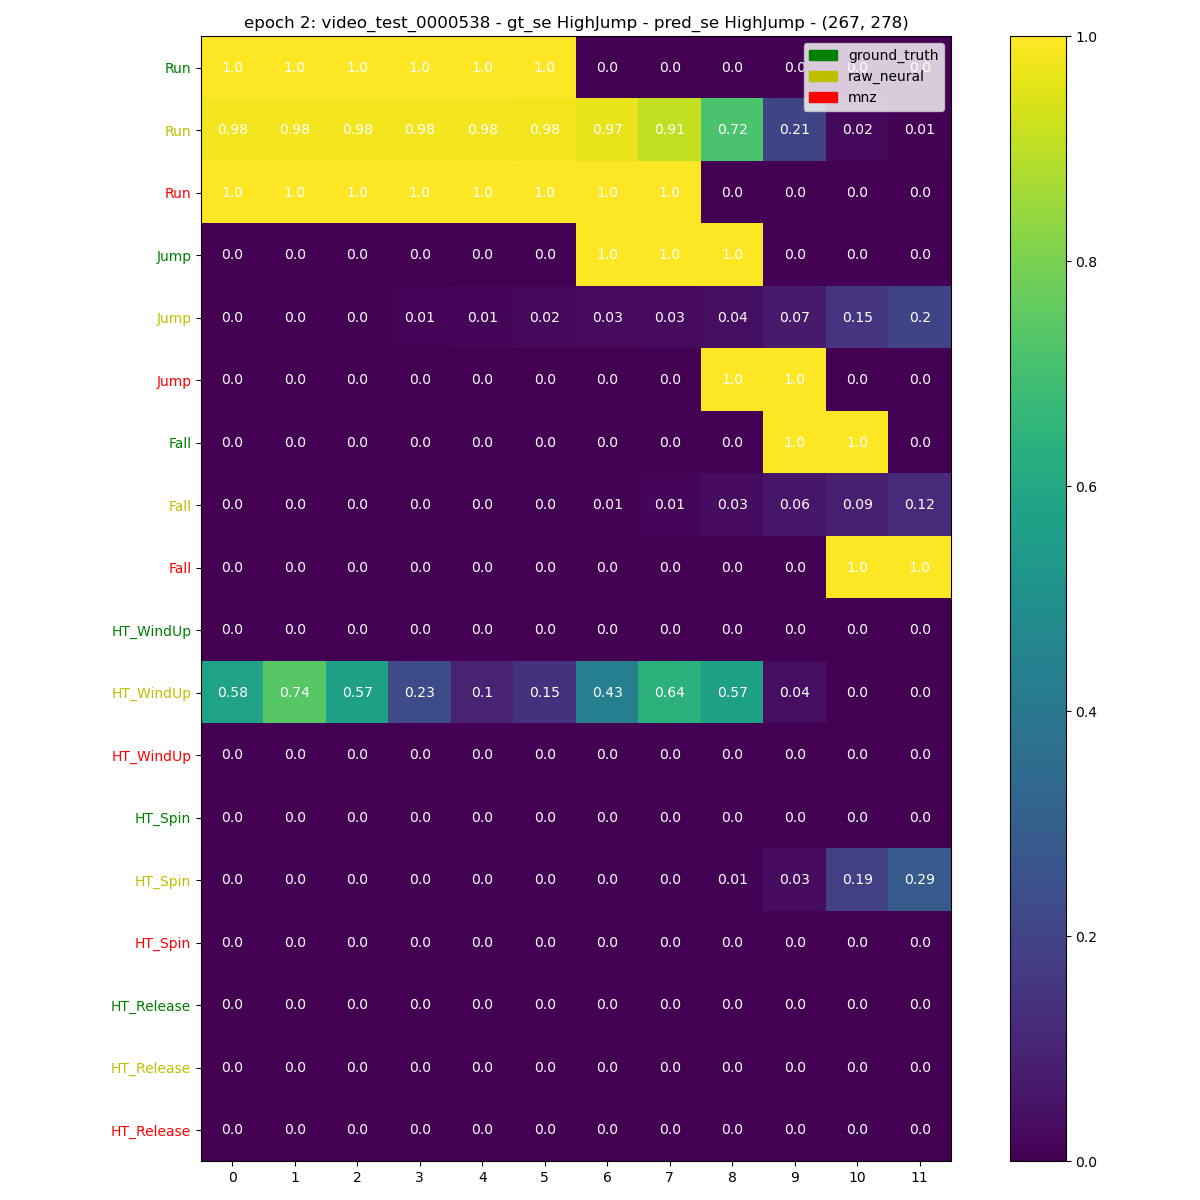 epoch 2: video_test_0000538 - gt_se HighJump - pred_se HighJump - (267, 278)
ground_truth
raw_neural
mnz
Run 1.0 1.0 1.0 1.0 1.0 1.0 0.0 0.0 0.0 0.0 0.0 0.0
Run 0.98 0.98 0.98 0.98 0.98 0.98 0.97 0.91 0.72 0.21 0.02 0.01
Run 1.0 1.0 1.0 1.0 1.0 1.0 1.0 1.0 0.0 0.0 0.0 0.0
Jump 0.0 0.0 0.0 0.0 0.0 0.0 1.0 1.0 1.0 0.0 0.0 0.0
Jump 0.0 0.0 0.0 0.01 0.01 0.02 0.03 0.03 0.04 0.07 0.15 0.2
Jump 0.0 0.0 0.0 0.0 0.0 0.0 0.0 0.0 1.0 1.0 0.0 0.0
Fall 0.0 0.0 0.0 0.0 0.0 0.0 0.0 0.0 0.0 1.0 1.0 0.0
Fall 0.0 0.0 0.0 0.0 0.0 0.0 0.01 0.01 0.03 0.06 0.09 0.12
Fall 0.0 0.0 0.0 0.0 0.0 0.0 0.0 0.0 0.0 0.0 1.0 1.0
HT_WindUp 0.0 0.0 0.0 0.0 0.0 0.0 0.0 0.0 0.0 0.0 0.0 0.0
HT_WindUp 0.58 0.74 0.57 0.23 0.1 0.15 0.43 0.64 0.57 0.04 0.0 0.0
HT_WindUp 0.0 0.0 0.0 0.0 0.0 0.0 0.0 0.0 0.0 0.0 0.0 0.0
HT_Spin 0.0 0.0 0.0 0.0 0.0 0.0 0.0 0.0 0.0 0.0 0.0 0.0
HT_Spin 0.0 0.0 0.0 0.0 0.0 0.0 0.0 0.0 0.01 0.03 0.19 0.29
HT_Spin 0.0 0.0 0.0 0.0 0.0 0.0 0.0 0.0 0.0 0.0 0.0 0.0
HT_Release 0.0 0.0 0.0 0.0 0.0 0.0 0.0 0.0 0.0 0.0 0.0 0.0
HT_Release 0.0 0.0 0.0 0.0 0.0 0.0 0.0 0.0 0.0 0.0 0.0 0.0
HT_Release 0.0 0.0 0.0 0.0 0.0 0.0 0.0 0.0 0.0 0.0 0.0 0.0
0 1 2 3 4 5 6 7 8 9 10 11
1.0
0.8
0.6
0.4
0.2
0.0